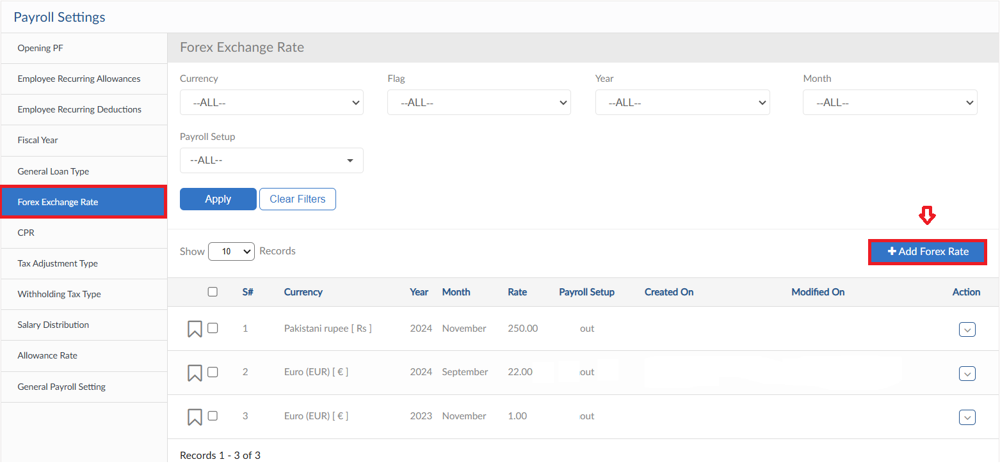 Payroll Settings
Opening PF
Employee Recurring Allowances
Employee Recurring Deductions
Fiscal Year
General Loan Type
Forex Exchange Rate
CPR
Tax Adjustment Type
Withholding Tax Type
Salary Distribution
Allowance Rate
General Payroll Setting
Forex Exchange Rate
Currency Flag Year Month
--ALL-- --ALL-- --ALL-- --ALL--
Payroll Setup
--ALL--
Apply Clear Filters
Show 10 Records + Add Forex Rate
S# Currency Year Month Rate Payroll Setup Created On Modified On Action
1 Pakistani rupee [ Rs ] 2024 November 250.00 out
2 Euro (EUR) [ € ] 2024 September 22.00 out
3 Euro (EUR) [ € ] 2023 November 1.00 out
Records 1 - 3 of 3